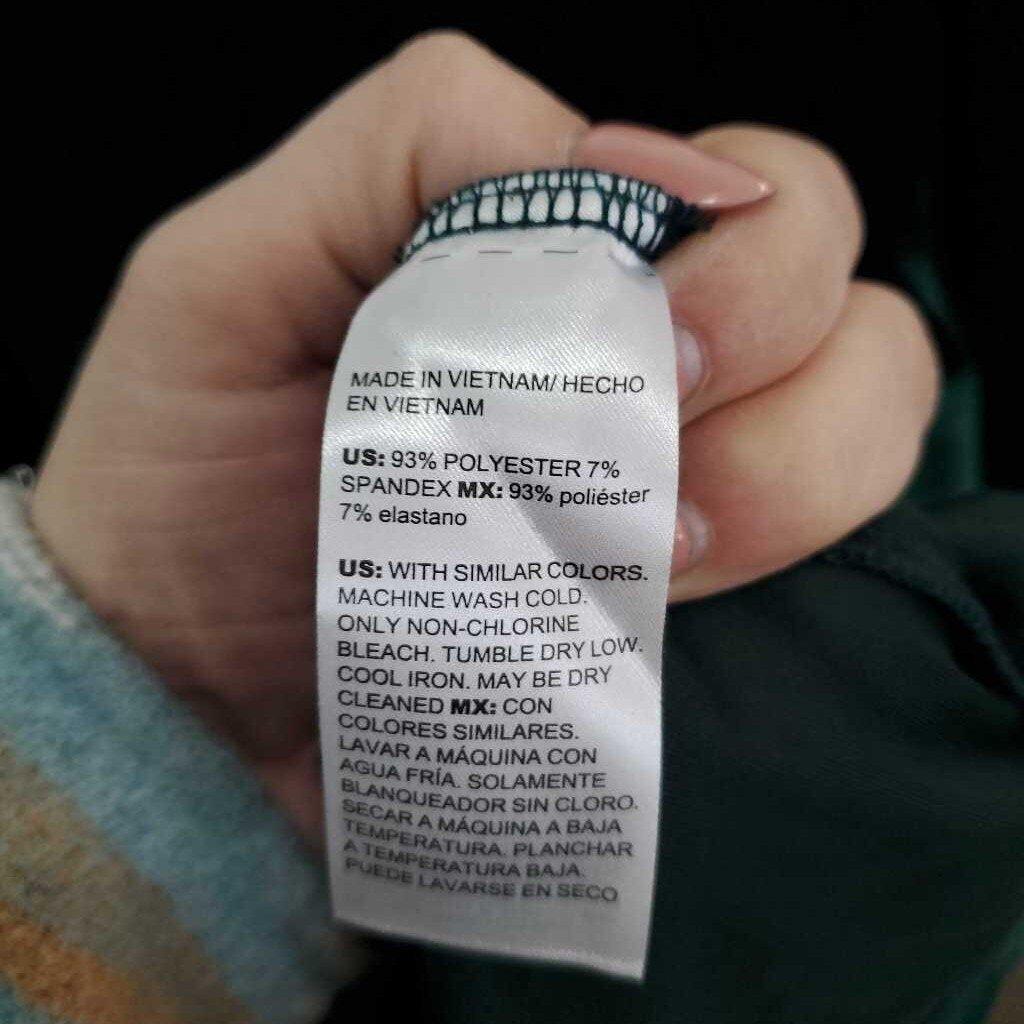 MADE IN VIETNAM/ HECHO
EN VIETNAM
US: 93% POLYESTER 7%
SPANDEX MX: 93% poliéster
7% elastano
US: WITH SIMILAR COLORS.
MACHINE WASH COLD.
ONLY NON-CHLORINE
BLEACH. TUMBLE DRY LOW.
COOL IRON. MAY BE DRY
CLEANED MX: CON
COLORES SIMILARES.
LAVAR A MÁQUINA CON
AGUA FRÍA. SOLAMENTE
BLANQUEADOR SIN CLORO.
SECAR A MÁQUINA A BAJA
TEMPERATURA. PLANCHAR
A TEMPERATURA BAJA.
PUEDE LAVARSE EN SECO